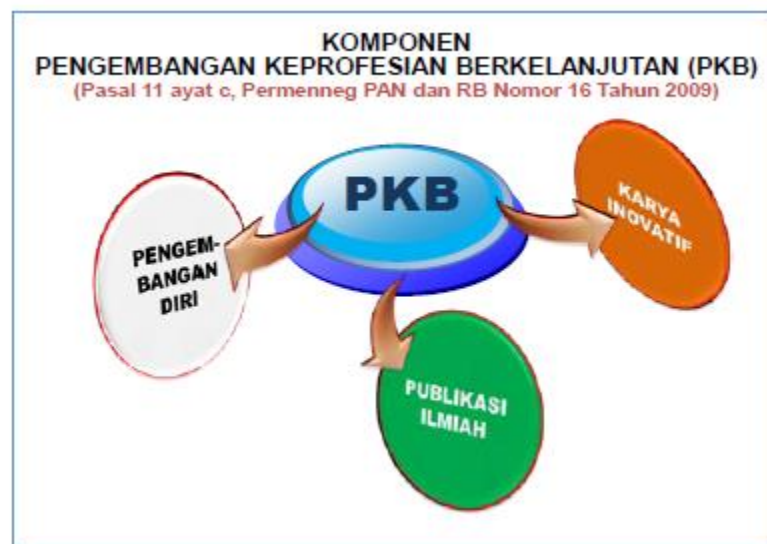 KOMPONEN
PENGEMBANGAN KEPROFESIAN BERKELANJUTAN (PKB)
(Pasal 11 ayat c, Permenneg PAN dan RB Nomor 16 Tahun 2009)
PKB
PENGEM-
BANGAN
DIRI
PUBLIKASI
ILMIAH
KARYA
INOVATIF